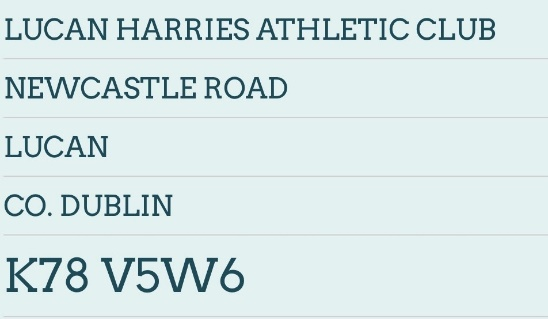 LUCAN HARRIES ATHLETIC CLUB
NEWCASTLE ROAD
LUCAN
CO. DUBLIN
K78 V5W6